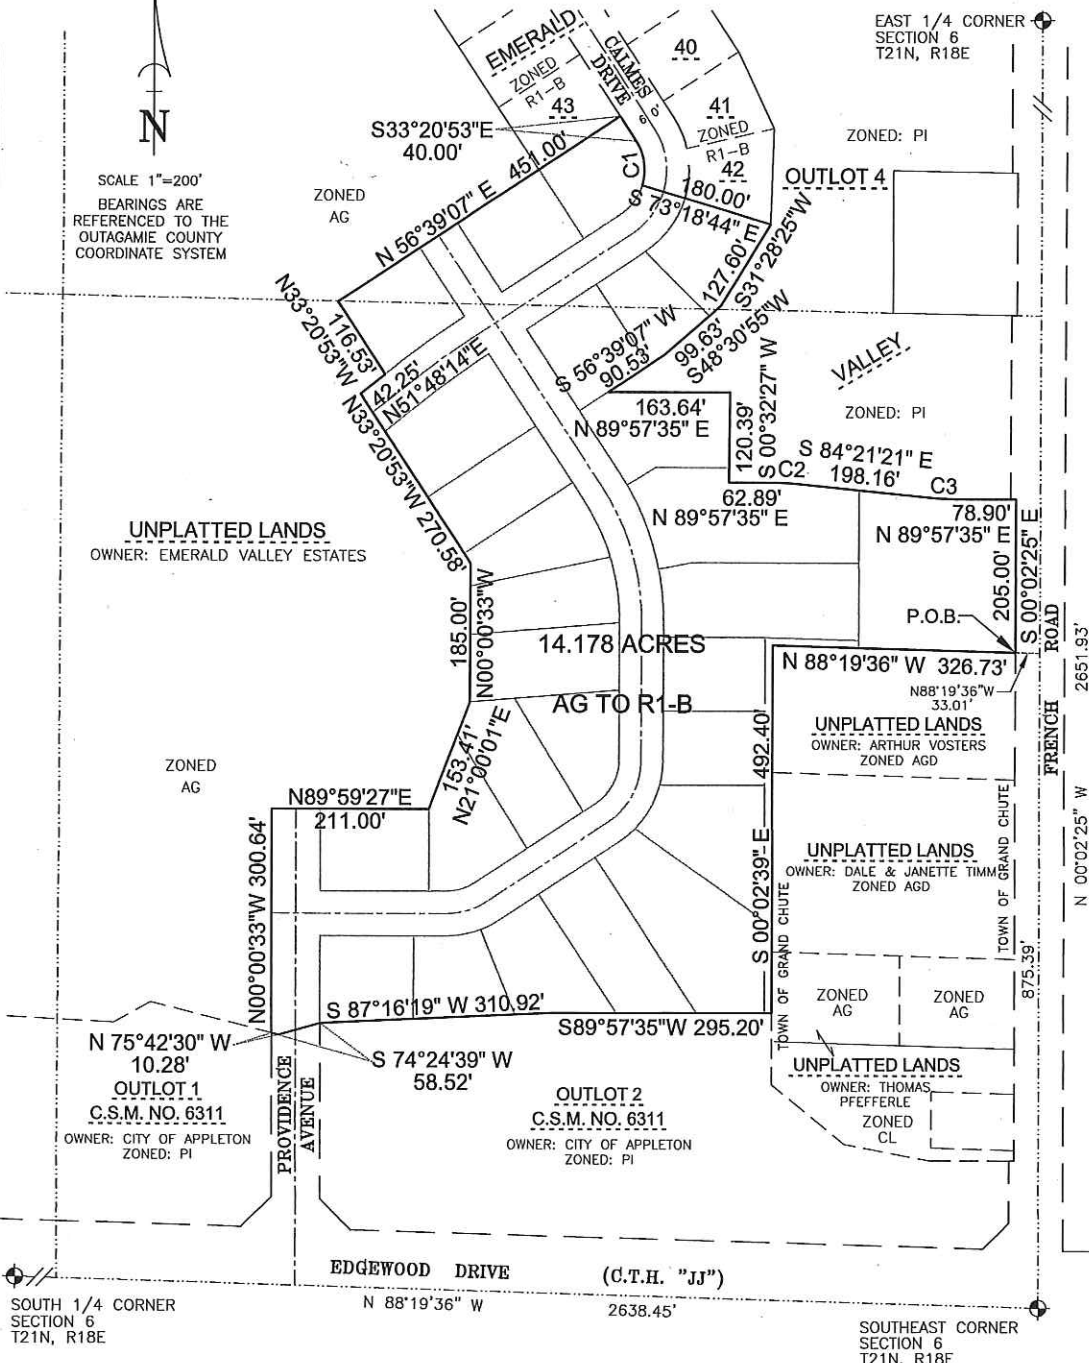 EAST 1/4 CORNER
SECTION 6
T21N, R18E
N
SCALE 1"=200'
BEARINGS ARE
REFERENCED TO THE
OUTAGAMIE COUNTY
COORDINATE SYSTEM
EMERALD
ZONED
R1-B
43
CALMES
DRIVE
60'
40
41
ZONED
R1-B
42
ZONED: PI
OUTLOT 4
S33°20'53"E
40.00'
C1
180.00'
S 73°18'44" E
ZONED
AG
N 56°39'07" E 451.00'
127.60'
S31°28'25"W
99.63'
S48°30'55"W
N33°20'53"W
116.53'
42.25'
N51°48'14"E
S 56°39'07" W
90.53'
163.64'
N 89°57'35" E
120.39'
S 00°32'27" W
VALLEY
ZONED: PI
S 84°21'21" E
198.16'
C2
C3
62.89'
N 89°57'35" E
78.90'
N 89°57'35" E
N33°20'53"W 270.58'
UNPLATTED LANDS
OWNER: EMERALD VALLEY ESTATES
205.00'
S 00°02'25" E
P.O.B.
185.00'
N00°00'33"W
14.178 ACRES
AG TO R1-B
N 88°19'36" W 326.73'
N88°19'36"W
33.01'
FRENCH ROAD
2651.93'
N 00°02'25" W
UNPLATTED LANDS
OWNER: ARTHUR VOSTERS
ZONED AGD
492.40'
S 00°02'39" E
153.41'
N21°00'01"E
ZONED
AG
N89°59'27"E
211.00'
N00°00'33"W 300.64'
UNPLATTED LANDS
OWNER: DALE & JANETTE TIMM
ZONED AGD
TOWN OF GRAND CHUTE
TOWN OF GRAND CHUTE
875.39'
ZONED
AG
ZONED
AG
S 87°16'19" W 310.92'
S89°57'35"W 295.20'
N 75°42'30" W
10.28'
S 74°24'39" W
58.52'
OUTLOT 1
C.S.M. NO. 6311
OWNER: CITY OF APPLETON
ZONED: PI
PROVIDENCE
AVENUE
OUTLOT 2
C.S.M. NO. 6311
OWNER: CITY OF APPLETON
ZONED: PI
UNPLATTED LANDS
OWNER: THOMAS
PFEFFERLE
ZONED
CL
EDGEWOOD DRIVE (C.T.H. "JJ")
N 88°19'36" W 2638.45'
SOUTH 1/4 CORNER
SECTION 6
T21N, R18E
SOUTHEAST CORNER
SECTION 6
T21N, R18E